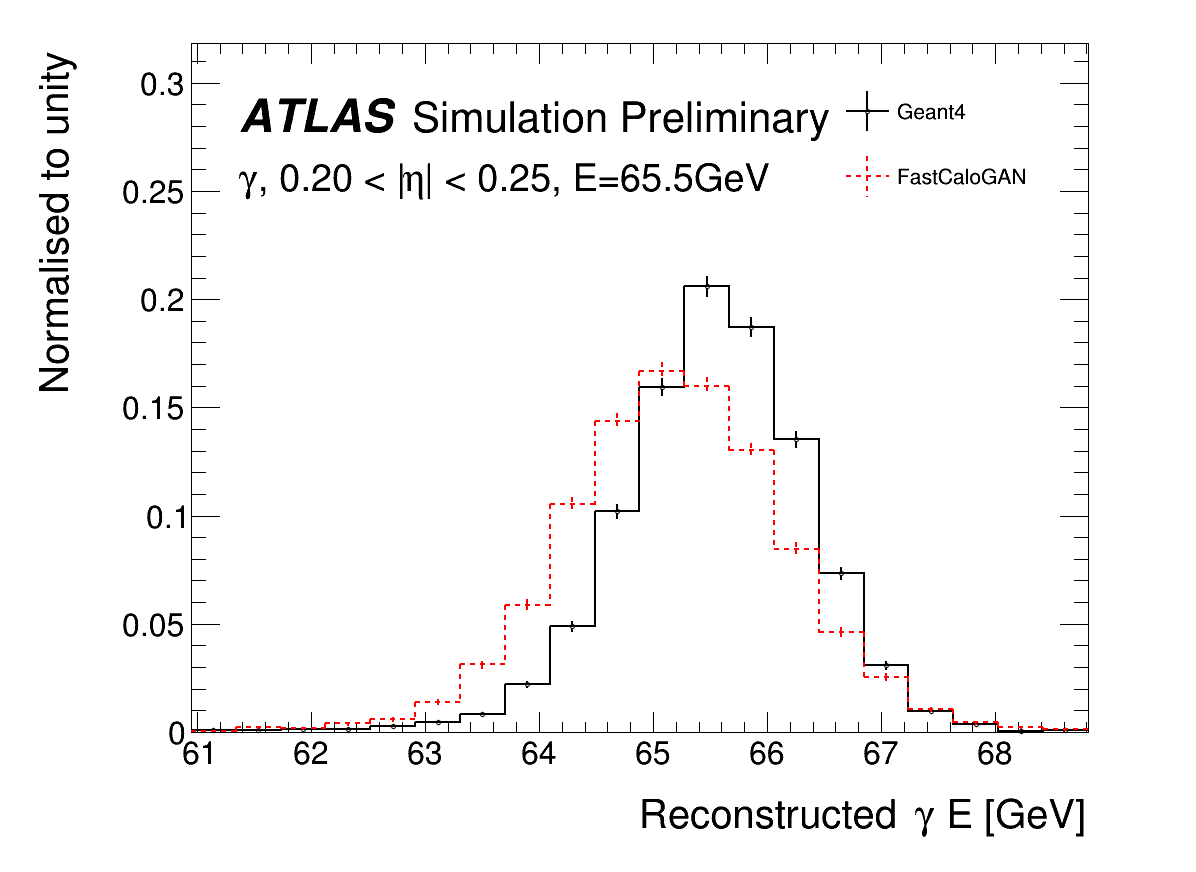 Normalised to unity
0.3
0.25
0.2
0.15
0.1
0.05
0
ATLAS Simulation Preliminary
γ, 0.20 < |η| < 0.25, E=65.5GeV
Geant4
FastCaloGAN
61 62 63 64 65 66 67 68
Reconstructed γ E [GeV]